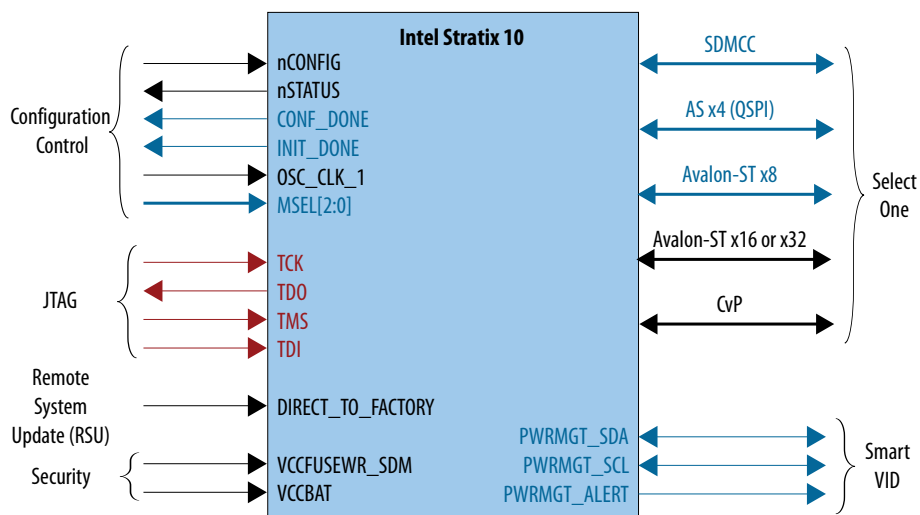 Intel Stratix 10
Configuration
Control
nCONFIG
nSTATUS
CONF_DONE
INIT_DONE
OSC_CLK_1
MSEL[2:0]
JTAG
TCK
TDO
TMS
TDI
Remote
System
Update (RSU)
DIRECT_TO_FACTORY
Security
VCCFUSEWR_SDM
VCCBAT
SDMCC
AS x4 (QSPI)
Avalon-ST x8
Avalon-ST x16 or x32
CvP
Select
One
PWRMGT_SDA
PWRMGT_SCL
PWRMGT_ALERT
Smart
VID